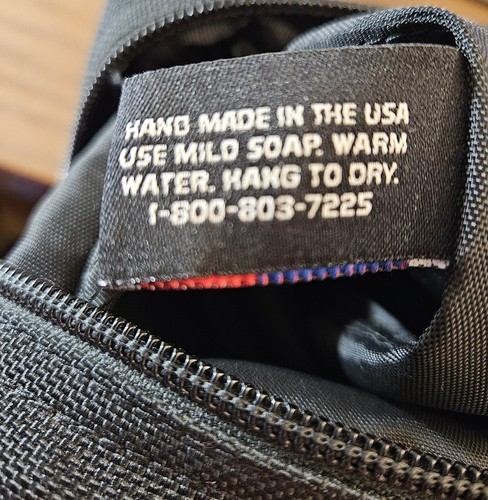 HAND MADE IN THE USA
USE MILD SOAP. WARM
WATER. HANG TO DRY.
1-800-803-7225